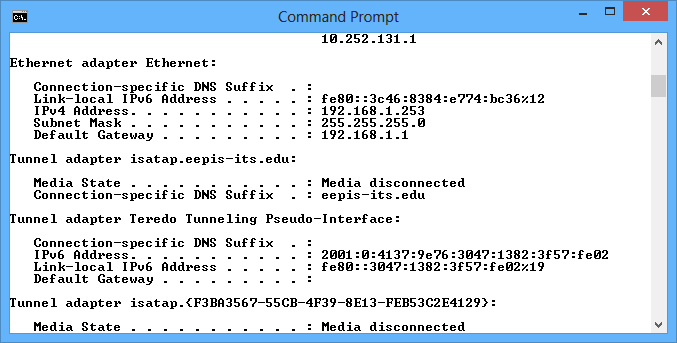 Command Prompt
10.252.131.1
Ethernet adapter Ethernet:
Connection-specific DNS Suffix  . :
Link-local IPv6 Address . . . . . : fe80::3c46:8384:e774:bc36%12
IPv4 Address. . . . . . . . . . . : 192.168.1.253
Subnet Mask . . . . . . . . . . . : 255.255.255.0
Default Gateway . . . . . . . . . : 192.168.1.1
Tunnel adapter isatap.eepis-its.edu:
Media State . . . . . . . . . . . : Media disconnected
Connection-specific DNS Suffix  . : eepis-its.edu
Tunnel adapter Teredo Tunneling Pseudo-Interface:
Connection-specific DNS Suffix  . :
IPv6 Address. . . . . . . . . . . : 2001:0:4137:9e76:3047:1382:3f57:fe02
Link-local IPv6 Address . . . . . : fe80::3047:1382:3f57:fe02%19
Default Gateway . . . . . . . . . :
Tunnel adapter isatap.{F3BA3567-55CB-4F39-8E13-FEB53C2E4129}:
Media State . . . . . . . . . . . : Media disconnected